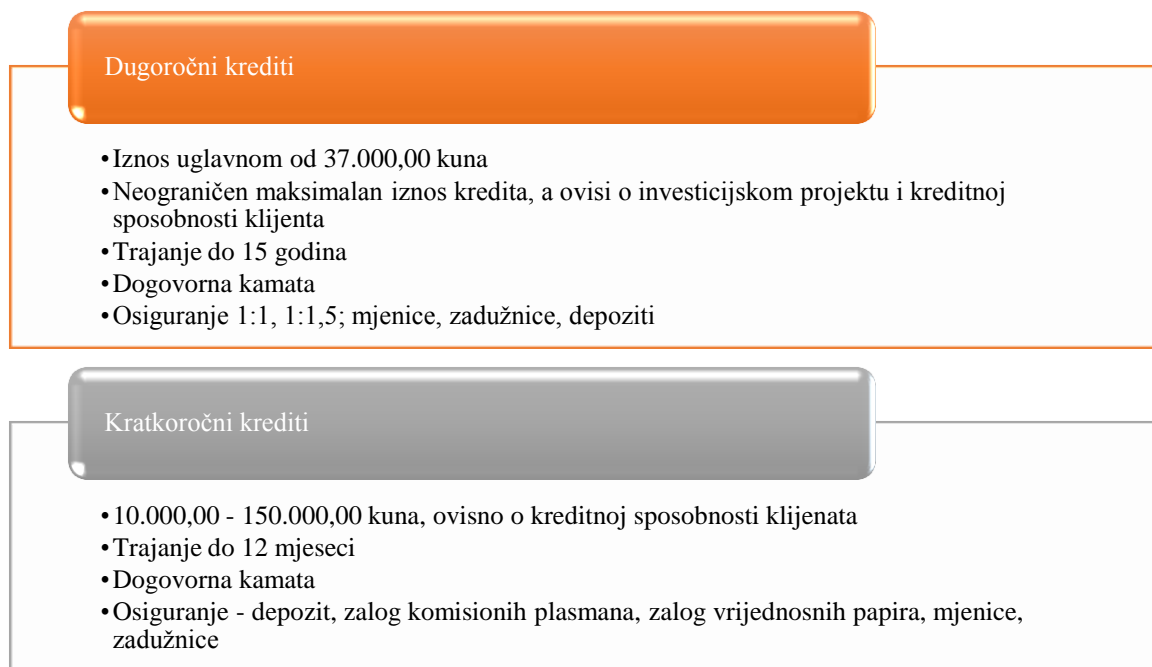 Dugoročni krediti
•Iznos uglavnom od 37.000,00 kuna
•Neograničen maksimalan iznos kredita, a ovisi o investicijskom projektu i kreditnoj
sposobnosti klijenta
•Trajanje do 15 godina
•Dogovorna kamata
•Osiguranje 1:1, 1:1,5; mjenice, zadužnice, depoziti
Kratkoročni krediti
•10.000,00 - 150.000,00 kuna, ovisno o kreditnoj sposobnosti klijenata
•Trajanje do 12 mjeseci
•Dogovorna kamata
•Osiguranje - depozit, zalog komisionih plasmana, zalog vrijednosnih papira, mjenice,
zadužnice